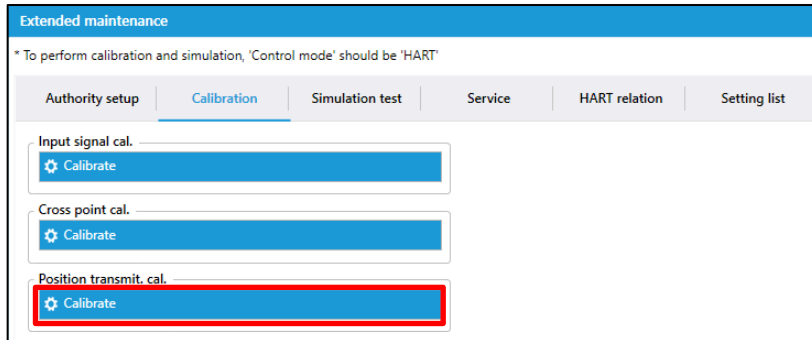 Extended maintenance
* To perform calibration and simulation, 'Control mode' should be 'HART'
Authority setup Calibration Simulation test Service HART relation Setting list
Input signal cal.
Calibrate
Cross point cal.
Calibrate
Position transmit. cal.
Calibrate